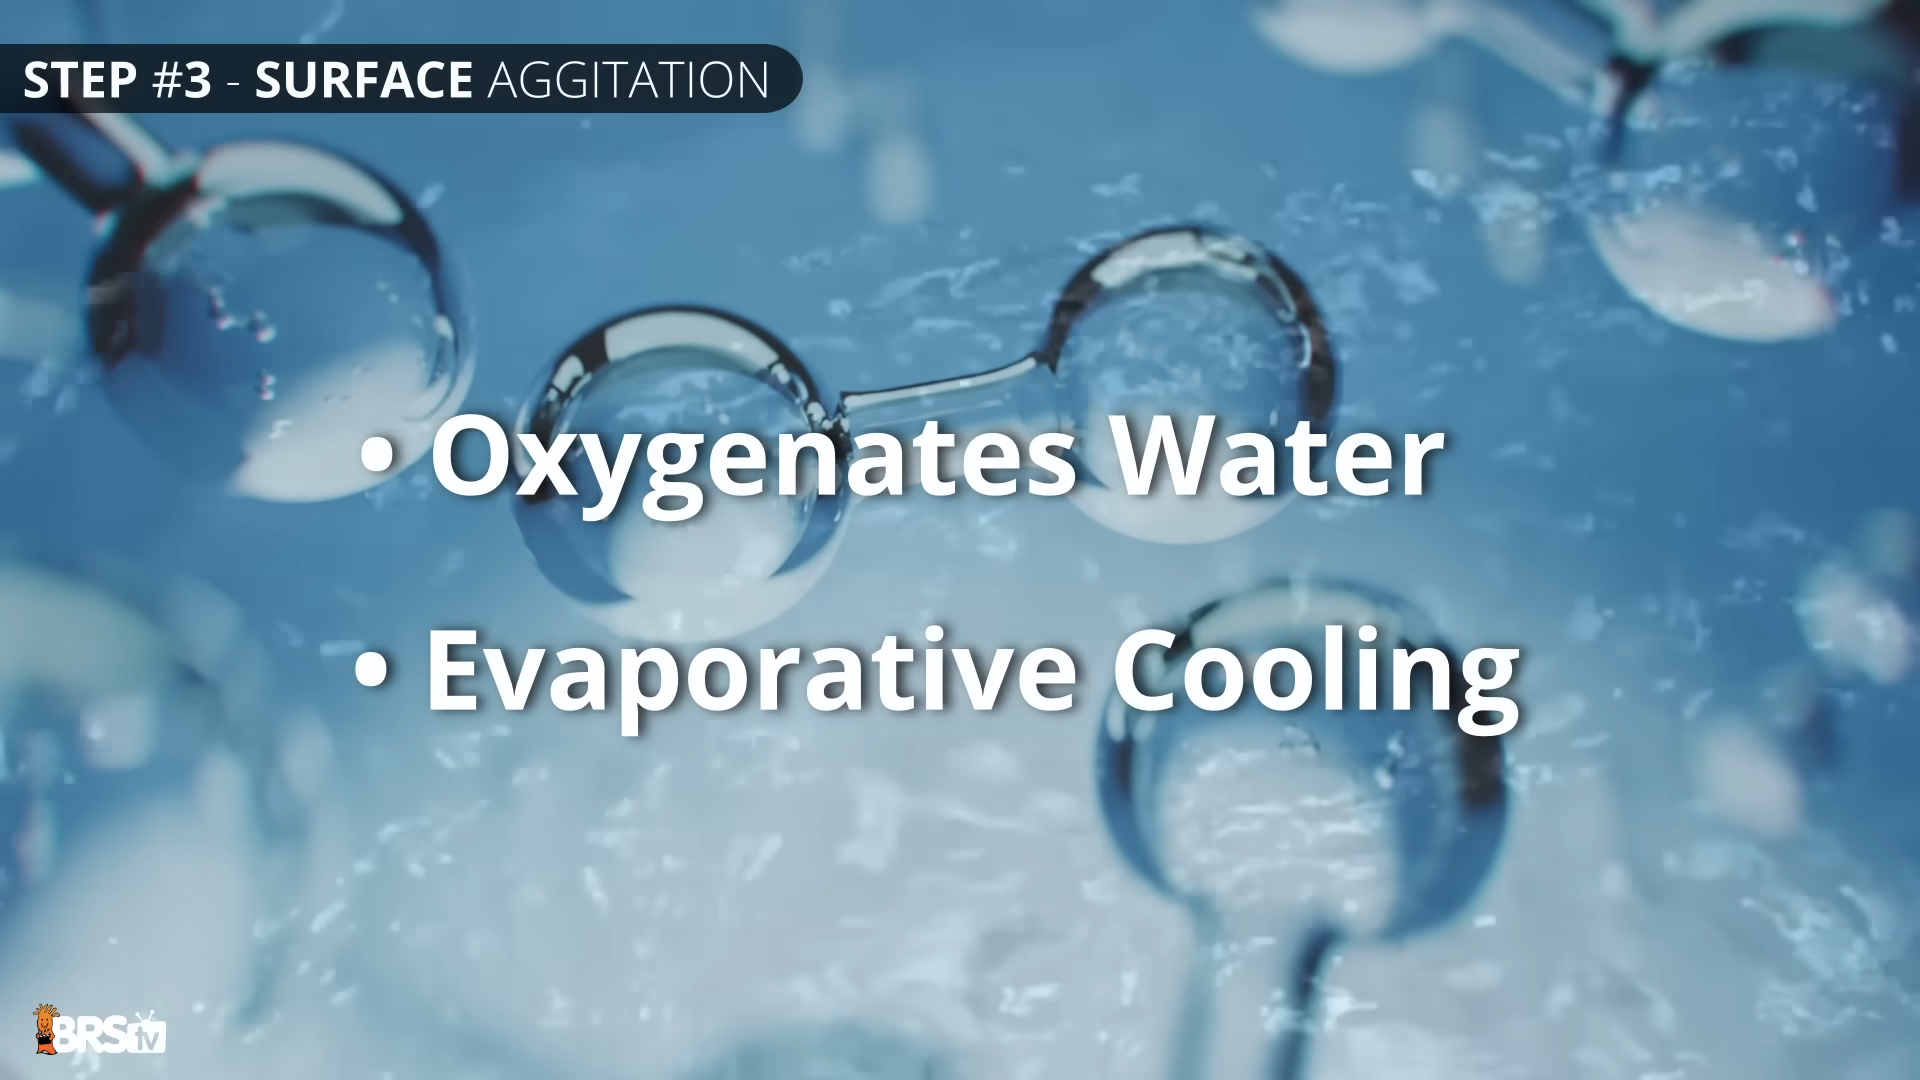 STEP #3 - SURFACE AGGITATION
• Oxygenates Water
• Evaporative Cooling
BRStv